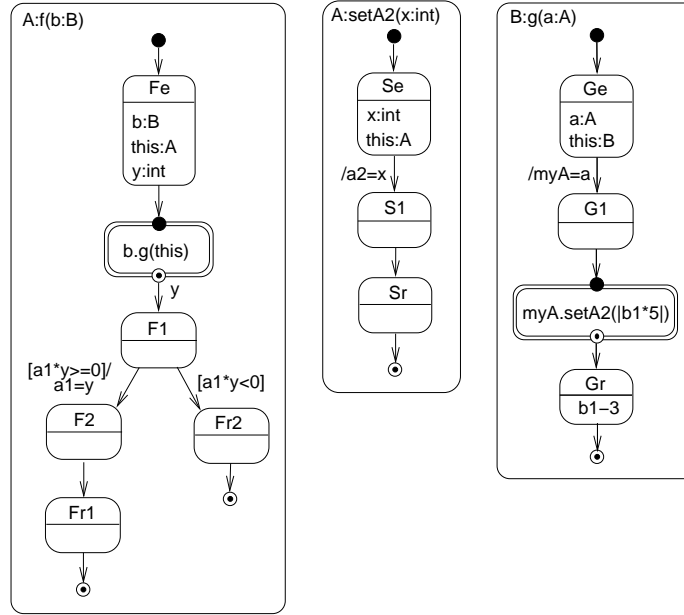 A:f(b:B)
Fe
b:B
this:A
y:int
b.g(this)
y
F1
[a1*y>=0]/
a1=y
[a1*y<0]
F2
Fr2
Fr1
A:setA2(x:int)
Se
x:int
this:A
/a2=x
S1
Sr
B:g(a:A)
Ge
a:A
this:B
/myA=a
G1
myA.setA2(|b1*5|)
Gr
b1−3